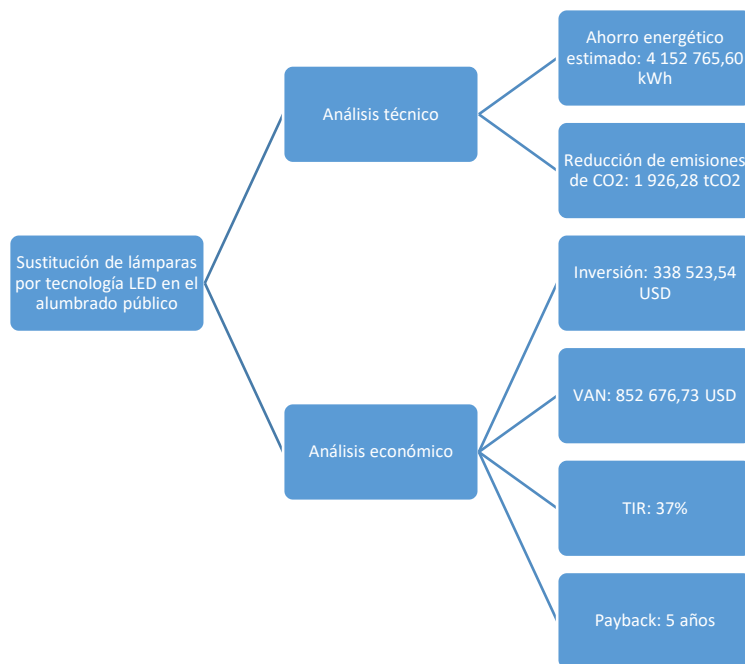 Sustitución de lámparas
por tecnología LED en el
alumbrado público
Análisis técnico
Ahorro energético
estimado: 4 152 765,60
kWh
Reducción de emisiones
de CO2: 1 926,28 tCO2
Análisis económico
Inversión: 338 523,54
USD
VAN: 852 676,73 USD
TIR: 37%
Payback: 5 años